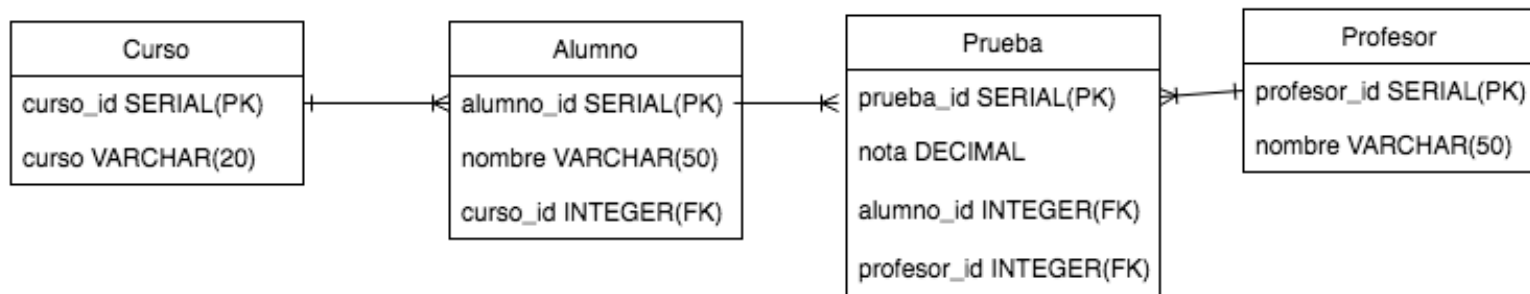 Curso
curso_id SERIAL(PK)
curso VARCHAR(20)
Alumno
alumno_id SERIAL(PK)
nombre VARCHAR(50)
curso_id INTEGER(FK)
Prueba
prueba_id SERIAL(PK)
nota DECIMAL
alumno_id INTEGER(FK)
profesor_id INTEGER(FK)
Profesor
profesor_id SERIAL(PK)
nombre VARCHAR(50)